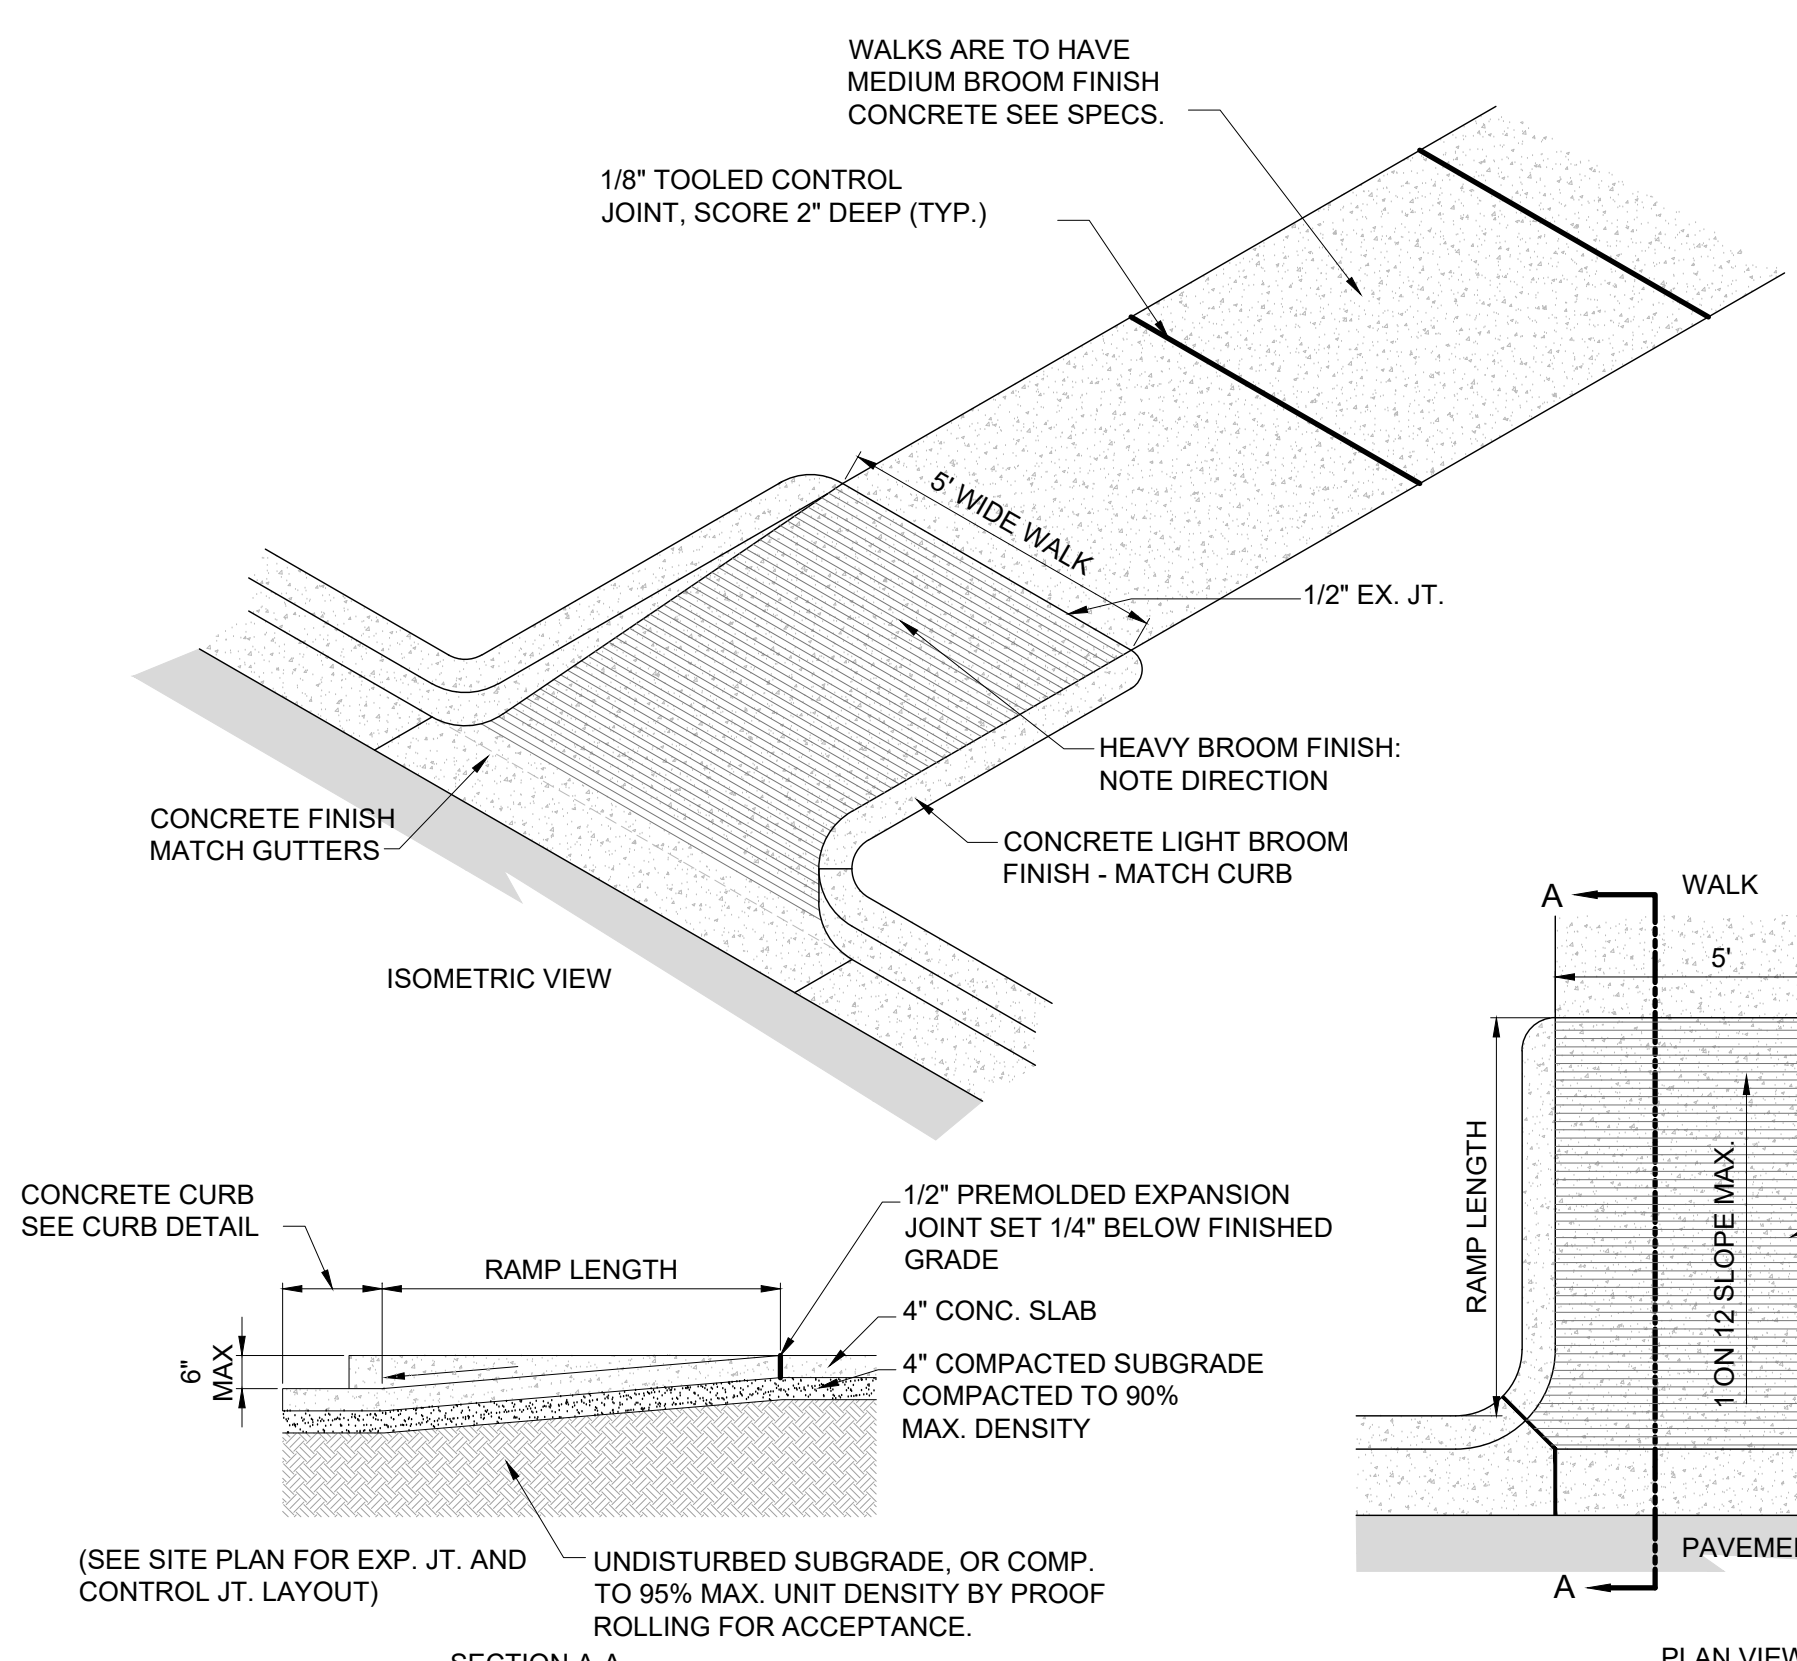 WALKS ARE TO HAVE
MEDIUM BROOM FINISH
CONCRETE SEE SPECS.
1/8" TOOLED CONTROL
JOINT, SCORE 2" DEEP (TYP.)
5' WIDE WALK
1/2" EX. JT.
HEAVY BROOM FINISH:
NOTE DIRECTION
CONCRETE FINISH
MATCH GUTTERS
CONCRETE LIGHT BROOM
FINISH - MATCH CURB
ISOMETRIC VIEW
A
WALK
5'
RAMP LENGTH
1 ON 12 SLOPE MAX.
PAVEME
A
PLAN VIEW
CONCRETE CURB
SEE CURB DETAIL
RAMP LENGTH
6"
MAX
1/2" PREMOLDED EXPANSION
JOINT SET 1/4" BELOW FINISHED
GRADE
4" CONC. SLAB
4" COMPACTED SUBGRADE
COMPACTED TO 90%
MAX. DENSITY
(SEE SITE PLAN FOR EXP. JT. AND
CONTROL JT. LAYOUT)
UNDISTURBED SUBGRADE, OR COMP.
TO 95% MAX. UNIT DENSITY BY PROOF
ROLLING FOR ACCEPTANCE.
SECTION A-A